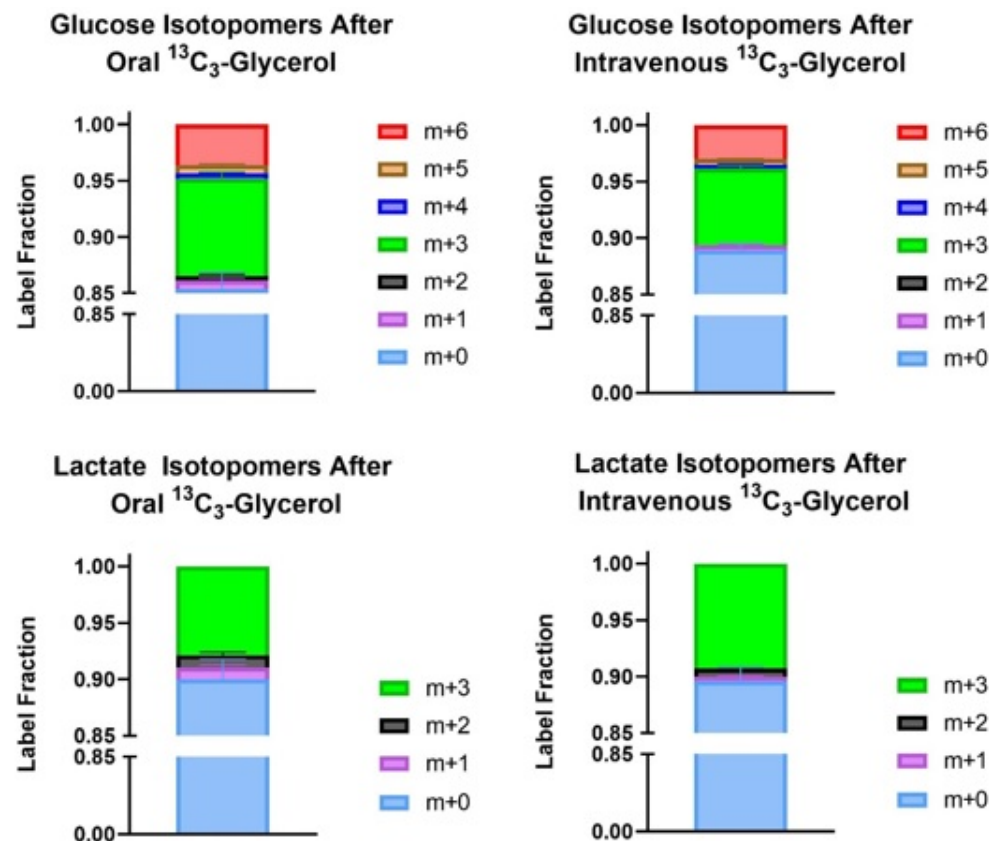 Glucose Isotopomers After
Oral ¹³C₃-Glycerol
1.00
0.95
0.90
0.85
0.85
0.00
Label Fraction
m+6
m+5
m+4
m+3
m+2
m+1
m+0
Glucose Isotopomers After
Intravenous ¹³C₃-Glycerol
1.00
0.95
0.90
0.85
0.85
0.00
Label Fraction
m+6
m+5
m+4
m+3
m+2
m+1
m+0
Lactate Isotopomers After
Oral ¹³C₃-Glycerol
1.00
0.95
0.90
0.85
0.85
0.00
Label Fraction
m+3
m+2
m+1
m+0
Lactate Isotopomers After
Intravenous ¹³C₃-Glycerol
1.00
0.95
0.90
0.85
0.85
0.00
Label Fraction
m+3
m+2
m+1
m+0